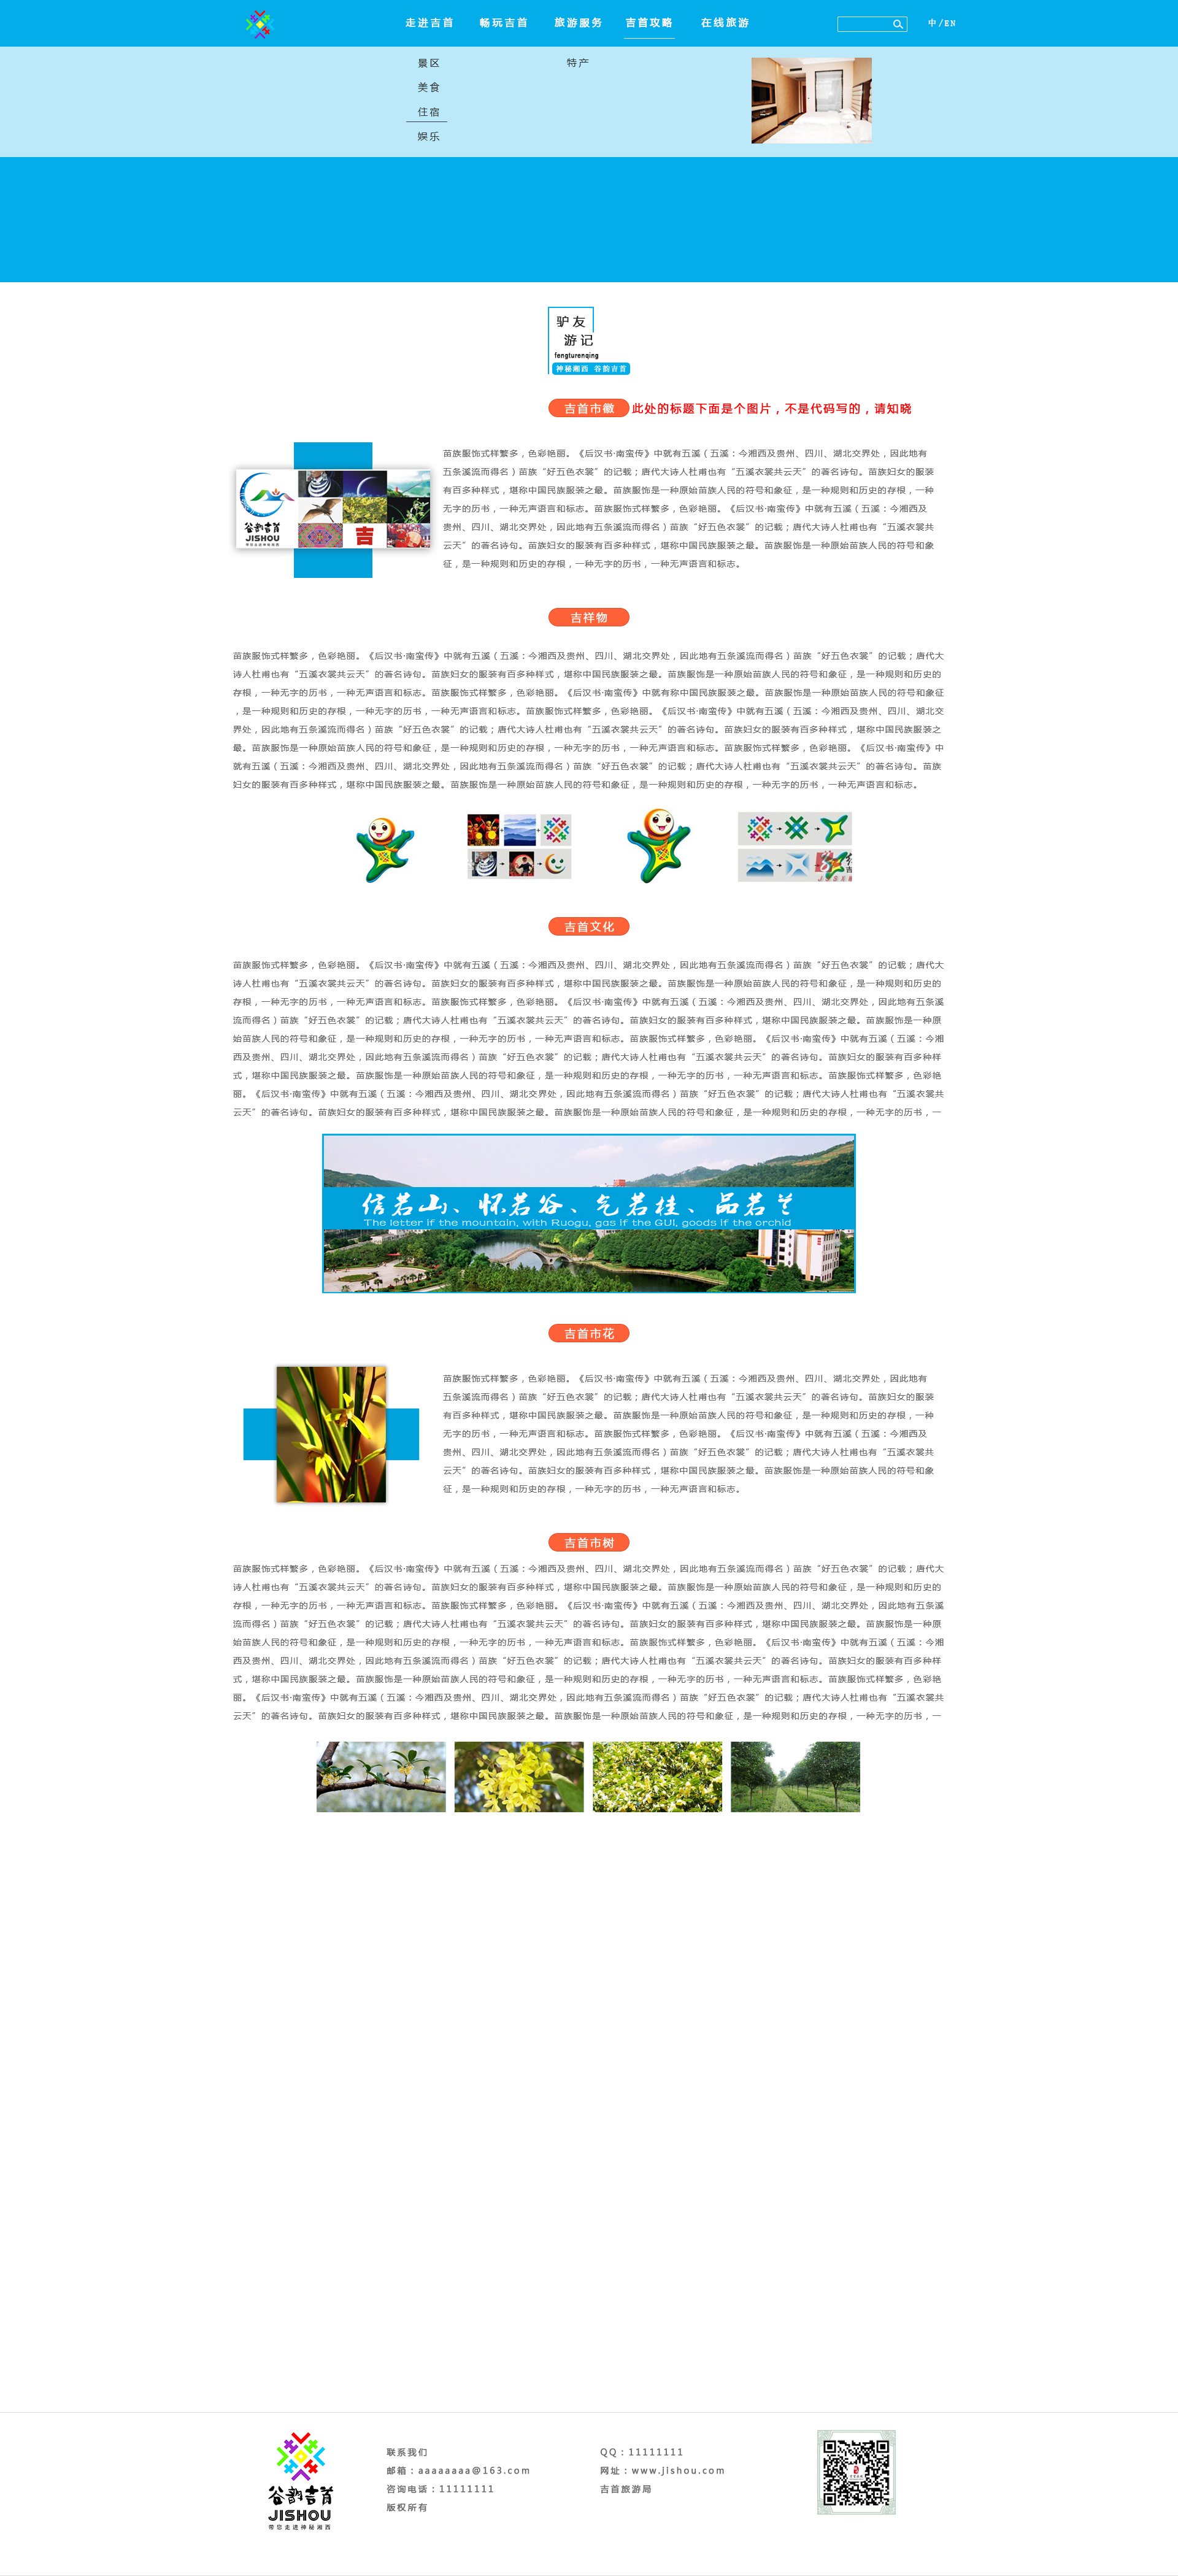 走进吉首 畅玩吉首 旅游服务 吉首攻略 在线旅游 中/EN
景区 特产
美食
住宿
娱乐
驴友
游记
fengturenqing
神秘湘西 谷韵吉首
吉首市徽 此处的标题下面是个图片，不是代码写的，请知晓
谷韵吉首
JISHOU
带您走进神秘湘西
吉
苗族服饰式样繁多，色彩艳丽。《后汉书·南蛮传》中就有五溪（五溪：今湘西及贵州、四川、湖北交界处，因此地有
五条溪流而得名）苗族“好五色衣裳”的记载；唐代大诗人杜甫也有“五溪衣裳共云天”的著名诗句。苗族妇女的服装
有百多种样式，堪称中国民族服装之最。苗族服饰是一种原始苗族人民的符号和象征，是一种规则和历史的存根，一种
无字的历书，一种无声语言和标志。苗族服饰式样繁多，色彩艳丽。《后汉书·南蛮传》中就有五溪（五溪：今湘西及
贵州、四川、湖北交界处，因此地有五条溪流而得名）苗族“好五色衣裳”的记载；唐代大诗人杜甫也有“五溪衣裳共
云天”的著名诗句。苗族妇女的服装有百多种样式，堪称中国民族服装之最。苗族服饰是一种原始苗族人民的符号和象
征，是一种规则和历史的存根，一种无字的历书，一种无声语言和标志。
吉祥物
苗族服饰式样繁多，色彩艳丽。《后汉书·南蛮传》中就有五溪（五溪：今湘西及贵州、四川、湖北交界处，因此地有五条溪流而得名）苗族“好五色衣裳”的记载；唐代大
诗人杜甫也有“五溪衣裳共云天”的著名诗句。苗族妇女的服装有百多种样式，堪称中国民族服装之最。苗族服饰是一种原始苗族人民的符号和象征，是一种规则和历史的
存根，一种无字的历书，一种无声语言和标志。苗族服饰式样繁多，色彩艳丽。《后汉书·南蛮传》中就有称中国民族服装之最。苗族服饰是一种原始苗族人民的符号和象征
，是一种规则和历史的存根，一种无字的历书，一种无声语言和标志。苗族服饰式样繁多，色彩艳丽。《后汉书·南蛮传》中就有五溪（五溪：今湘西及贵州、四川、湖北交
界处，因此地有五条溪流而得名）苗族“好五色衣裳”的记载；唐代大诗人杜甫也有“五溪衣裳共云天”的著名诗句。苗族妇女的服装有百多种样式，堪称中国民族服装之
最。苗族服饰是一种原始苗族人民的符号和象征，是一种规则和历史的存根，一种无字的历书，一种无声语言和标志。苗族服饰式样繁多，色彩艳丽。《后汉书·南蛮传》中
就有五溪（五溪：今湘西及贵州、四川、湖北交界处，因此地有五条溪流而得名）苗族“好五色衣裳”的记载；唐代大诗人杜甫也有“五溪衣裳共云天”的著名诗句。苗族
妇女的服装有百多种样式，堪称中国民族服装之最。苗族服饰是一种原始苗族人民的符号和象征，是一种规则和历史的存根，一种无字的历书，一种无声语言和标志。
吉首文化
苗族服饰式样繁多，色彩艳丽。《后汉书·南蛮传》中就有五溪（五溪：今湘西及贵州、四川、湖北交界处，因此地有五条溪流而得名）苗族“好五色衣裳”的记载；唐代大
诗人杜甫也有“五溪衣裳共云天”的著名诗句。苗族妇女的服装有百多种样式，堪称中国民族服装之最。苗族服饰是一种原始苗族人民的符号和象征，是一种规则和历史的
存根，一种无字的历书，一种无声语言和标志。苗族服饰式样繁多，色彩艳丽。《后汉书·南蛮传》中就有五溪（五溪：今湘西及贵州、四川、湖北交界处，因此地有五条溪
流而得名）苗族“好五色衣裳”的记载；唐代大诗人杜甫也有“五溪衣裳共云天”的著名诗句。苗族妇女的服装有百多种样式，堪称中国民族服装之最。苗族服饰是一种原
始苗族人民的符号和象征，是一种规则和历史的存根，一种无字的历书，一种无声语言和标志。苗族服饰式样繁多，色彩艳丽。《后汉书·南蛮传》中就有五溪（五溪：今湘
西及贵州、四川、湖北交界处，因此地有五条溪流而得名）苗族“好五色衣裳”的记载；唐代大诗人杜甫也有“五溪衣裳共云天”的著名诗句。苗族妇女的服装有百多种样
式，堪称中国民族服装之最。苗族服饰是一种原始苗族人民的符号和象征，是一种规则和历史的存根，一种无字的历书，一种无声语言和标志。苗族服饰式样繁多，色彩艳
丽。《后汉书·南蛮传》中就有五溪（五溪：今湘西及贵州、四川、湖北交界处，因此地有五条溪流而得名）苗族“好五色衣裳”的记载；唐代大诗人杜甫也有“五溪衣裳共
云天”的著名诗句。苗族妇女的服装有百多种样式，堪称中国民族服装之最。苗族服饰是一种原始苗族人民的符号和象征，是一种规则和历史的存根，一种无字的历书，一
信若山、怀若谷、气若桂、品若兰
The letter if the mountain, with Ruogu, gas if the GUI, goods if the orchid
吉首市花
苗族服饰式样繁多，色彩艳丽。《后汉书·南蛮传》中就有五溪（五溪：今湘西及贵州、四川、湖北交界处，因此地有
五条溪流而得名）苗族“好五色衣裳”的记载；唐代大诗人杜甫也有“五溪衣裳共云天”的著名诗句。苗族妇女的服装
有百多种样式，堪称中国民族服装之最。苗族服饰是一种原始苗族人民的符号和象征，是一种规则和历史的存根，一种
无字的历书，一种无声语言和标志。苗族服饰式样繁多，色彩艳丽。《后汉书·南蛮传》中就有五溪（五溪：今湘西及
贵州、四川、湖北交界处，因此地有五条溪流而得名）苗族“好五色衣裳”的记载；唐代大诗人杜甫也有“五溪衣裳共
云天”的著名诗句。苗族妇女的服装有百多种样式，堪称中国民族服装之最。苗族服饰是一种原始苗族人民的符号和象
征，是一种规则和历史的存根，一种无字的历书，一种无声语言和标志。
吉首市树
苗族服饰式样繁多，色彩艳丽。《后汉书·南蛮传》中就有五溪（五溪：今湘西及贵州、四川、湖北交界处，因此地有五条溪流而得名）苗族“好五色衣裳”的记载；唐代大
诗人杜甫也有“五溪衣裳共云天”的著名诗句。苗族妇女的服装有百多种样式，堪称中国民族服装之最。苗族服饰是一种原始苗族人民的符号和象征，是一种规则和历史的
存根，一种无字的历书，一种无声语言和标志。苗族服饰式样繁多，色彩艳丽。《后汉书·南蛮传》中就有五溪（五溪：今湘西及贵州、四川、湖北交界处，因此地有五条溪
流而得名）苗族“好五色衣裳”的记载；唐代大诗人杜甫也有“五溪衣裳共云天”的著名诗句。苗族妇女的服装有百多种样式，堪称中国民族服装之最。苗族服饰是一种原
始苗族人民的符号和象征，是一种规则和历史的存根，一种无字的历书，一种无声语言和标志。苗族服饰式样繁多，色彩艳丽。《后汉书·南蛮传》中就有五溪（五溪：今湘
西及贵州、四川、湖北交界处，因此地有五条溪流而得名）苗族“好五色衣裳”的记载；唐代大诗人杜甫也有“五溪衣裳共云天”的著名诗句。苗族妇女的服装有百多种样
式，堪称中国民族服装之最。苗族服饰是一种原始苗族人民的符号和象征，是一种规则和历史的存根，一种无字的历书，一种无声语言和标志。苗族服饰式样繁多，色彩艳
丽。《后汉书·南蛮传》中就有五溪（五溪：今湘西及贵州、四川、湖北交界处，因此地有五条溪流而得名）苗族“好五色衣裳”的记载；唐代大诗人杜甫也有“五溪衣裳共
云天”的著名诗句。苗族妇女的服装有百多种样式，堪称中国民族服装之最。苗族服饰是一种原始苗族人民的符号和象征，是一种规则和历史的存根，一种无字的历书，一
谷韵吉首
JISHOU
带您走进神秘湘西
联系我们 QQ：11111111
邮箱：aaaaaaaa@163.com 网址：www.jishou.com
咨询电话：11111111 吉首旅游局
版权所有